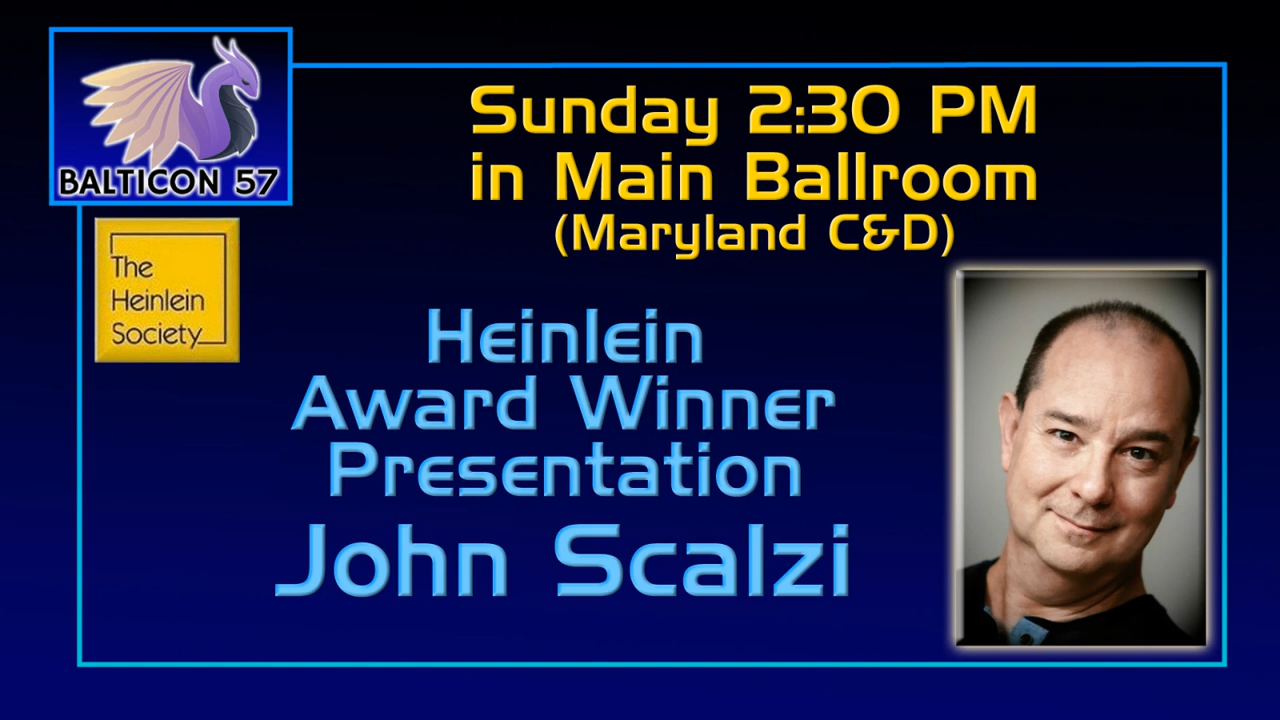 BALTICON 57
The
Heinlein
Society
Sunday 2:30 PM
in Main Ballroom
(Maryland C&D)
Heinlein
Award Winner
Presentation
John Scalzi